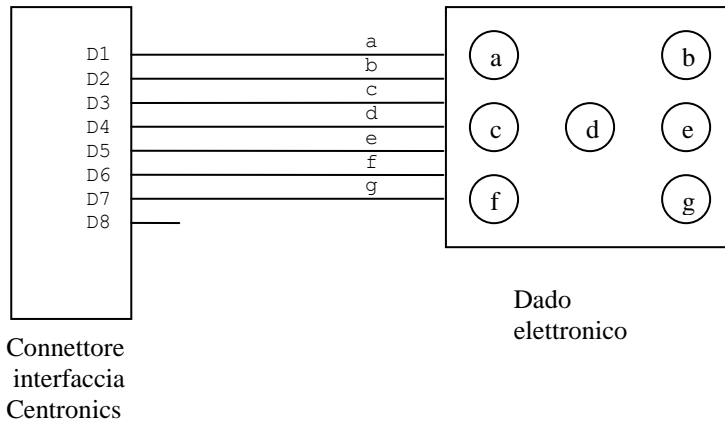 D1
D2
D3
D4
D5
D6
D7
D8
a
b
c
d
e
f
g
a
b
c
d
e
f
g
Connettore
interfaccia
Centronics
Dado
elettronico